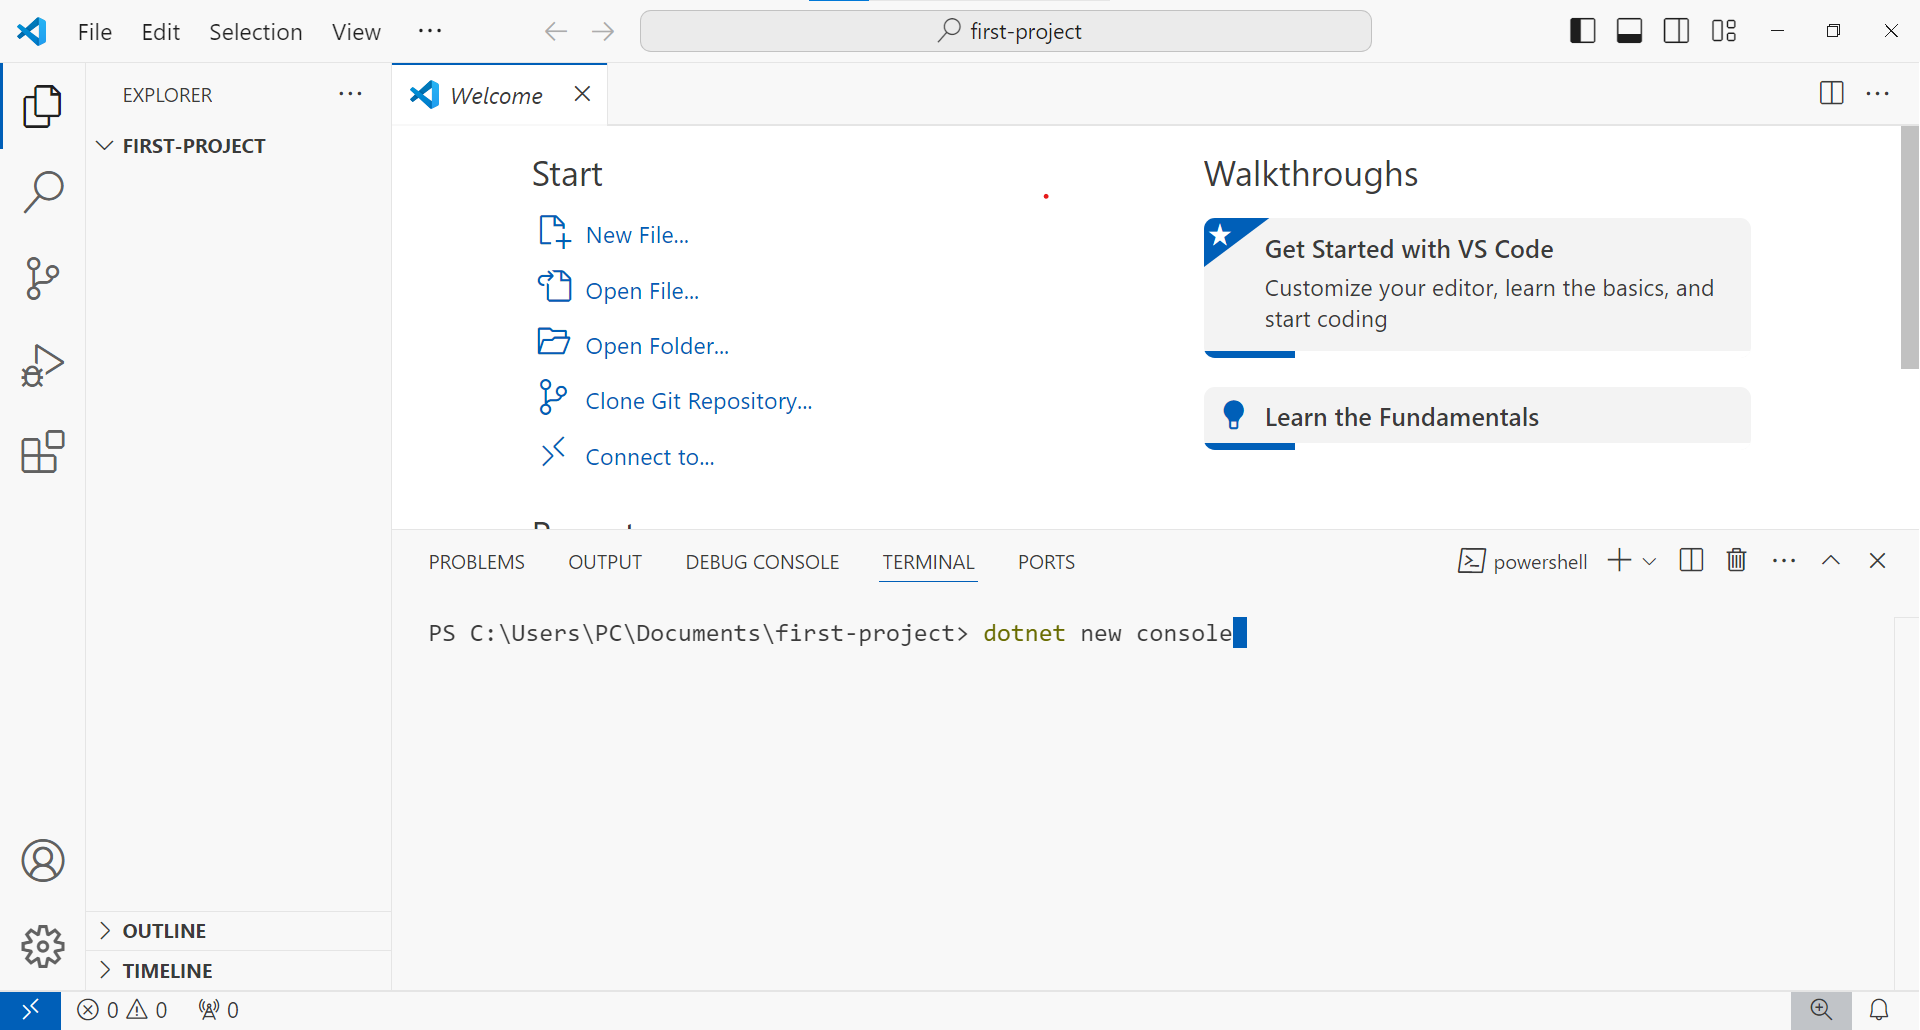 File Edit Selection View ··· first-project
EXPLORER ···
FIRST-PROJECT
OUTLINE
TIMELINE
Welcome
Start
New File...
Open File...
Open Folder...
Clone Git Repository...
Connect to...
Walkthroughs
Get Started with VS Code
Customize your editor, learn the basics, and
start coding
Learn the Fundamentals
PROBLEMS OUTPUT DEBUG CONSOLE TERMINAL PORTS powershell
PS C:\Users\PC\Documents\first-project> dotnet new console
0 0 0